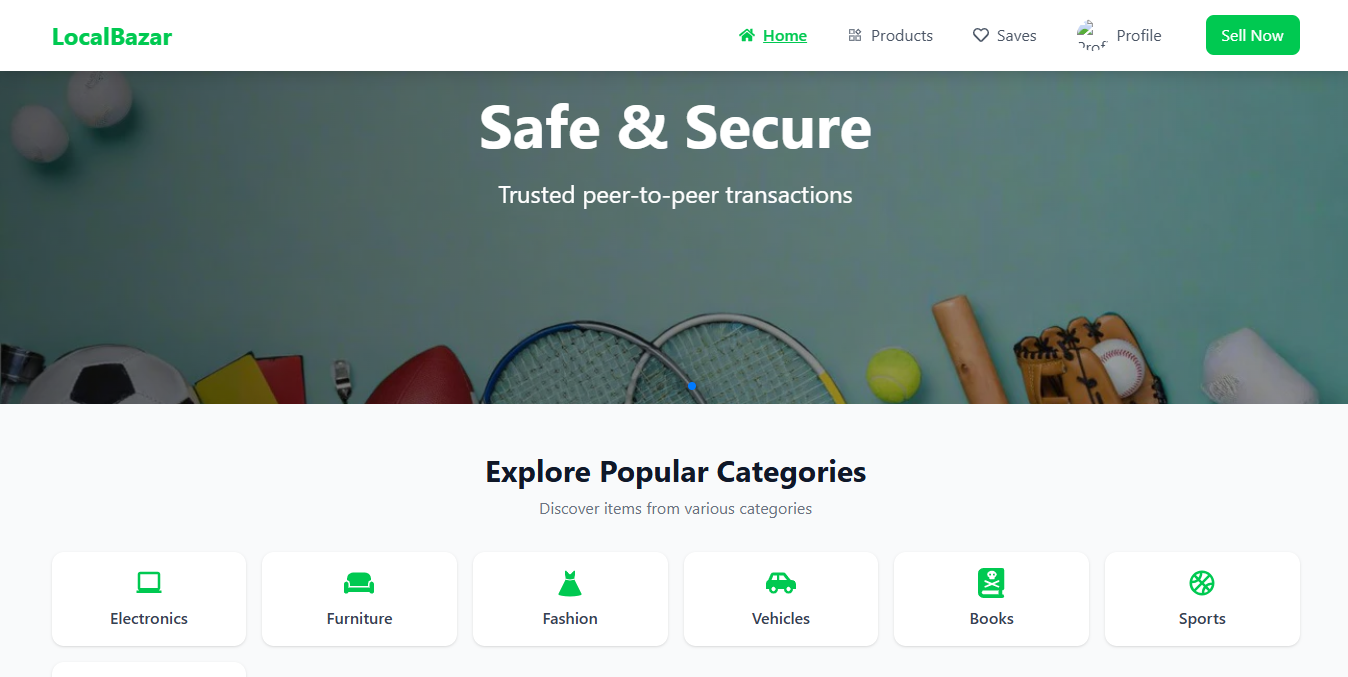 LocalBazar
Home
Products
Saves
Profile
Sell Now
Safe & Secure
Trusted peer-to-peer transactions
Explore Popular Categories
Discover items from various categories
Electronics
Furniture
Fashion
Vehicles
Books
Sports